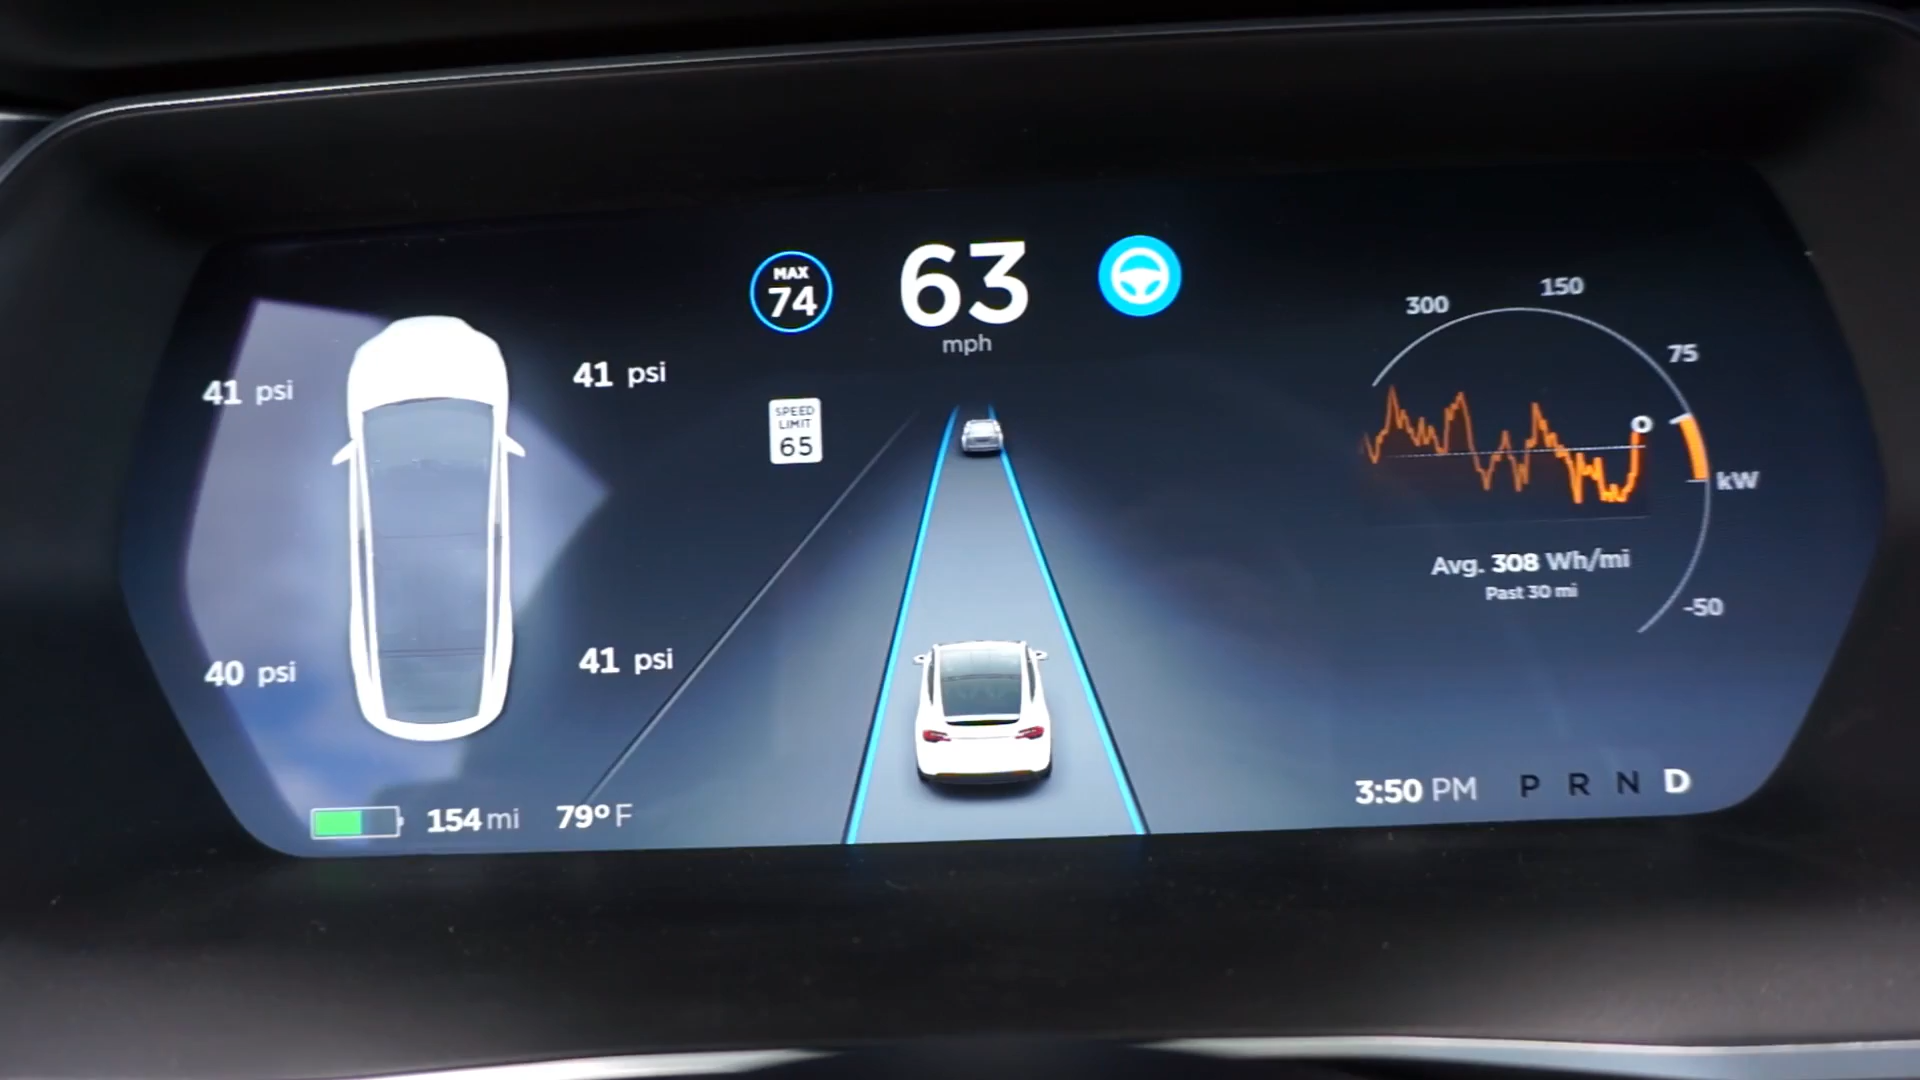 MAX
74
63
mph
SPEED
LIMIT
65
41 psi
41 psi
40 psi
41 psi
154 mi
79° F
300
150
75
kW
-50
Avg. 308 Wh/mi
Past 30 mi
3:50 PM
P R N D